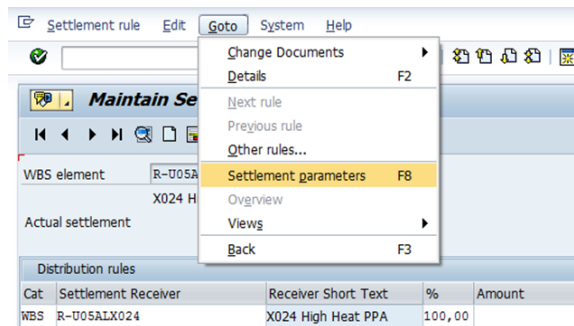 Settlement rule Edit Goto System Help
Change Documents
Details F2
Next rule
Previous rule
Other rules...
Settlement parameters F8
Overview
Views
Back F3
Maintain Se
WBS element R-U05A
X024 H
Actual settlement
Distribution rules
Cat Settlement Receiver Receiver Short Text % Amount
WBS R-U05ALX024 X024 High Heat PPA 100,00